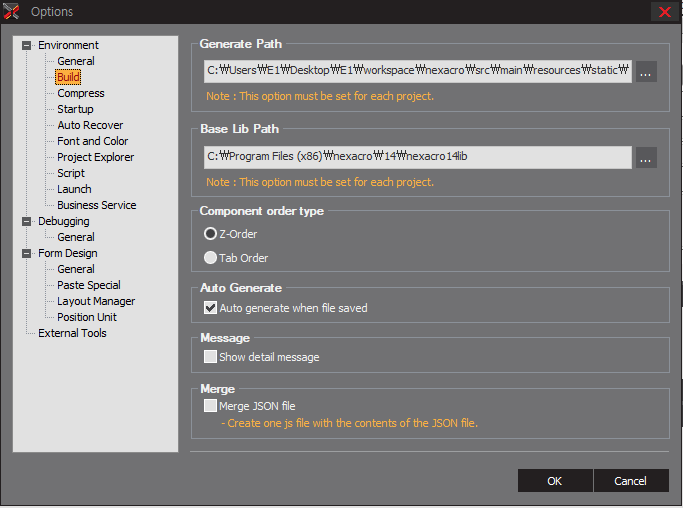 Options
Environment
General
Build
Compress
Startup
Auto Recover
Font and Color
Project Explorer
Script
Launch
Business Service
Debugging
General
Form Design
General
Paste Special
Layout Manager
Position Unit
External Tools
Generate Path
C:₩Users₩E1₩Desktop₩E1₩workspace₩nexacro₩src₩main₩resources₩static₩
...
Note : This option must be set for each project.
Base Lib Path
C:₩Program Files (x86)₩nexacro₩14₩nexacro14lib
...
Note : This option must be set for each project.
Component order type
Z-Order
Tab Order
Auto Generate
Auto generate when file saved
Message
Show detail message
Merge
Merge JSON file
- Create one js file with the contents of the JSON file.
OK
Cancel